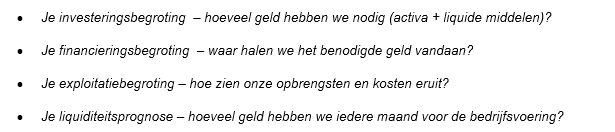 • Je investeringsbegroting – hoeveel geld hebben we nodig (activa + liquide middelen)?
• Je financieringsbegroting – waar halen we het benodigde geld vandaan?
• Je exploitatiebegroting – hoe zien onze opbrengsten en kosten eruit?
• Je liquiditeitsprognose – hoeveel geld hebben we iedere maand voor de bedrijfsvoering?